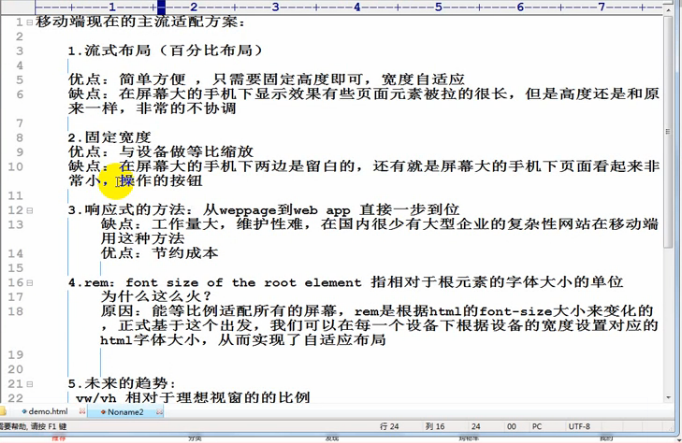 1 2 3 4 5 6 7
1 移动端现在的主流适配方案:
2
3 1.流式布局(百分比布局)
4
5 优点: 简单方便 ,只需要固定高度即可, 宽度自适应
6 缺点: 在屏幕大的手机下显示效果有些页面元素被拉的很长, 但是高度还是和原
来一样, 非常的不协调
7
8 2.固定宽度
9 优点: 与设备做等比缩放
10 缺点: 在屏幕大的手机下两边是留白的, 还有就是屏幕大的手机下页面看起来非
常小, 操作的按钮
11
12 3.响应式的方法: 从weppage到web app 直接一步到位
13 缺点: 工作量大, 维护性难, 在国内很少有大型企业的复杂性网站在移动端
用这种方法
14 优点: 节约成本
15
16 4.rem: font size of the root element 指相对于根元素的字体大小的单位
17 为什么这么火?
18 原因: 能等比例适配所有的屏幕, rem是根据html的font-size大小来变化的
, 正式基于这个出发, 我们可以在每一个设备下根据设备的宽度设置对应的
html字体大小, 从而实现了自适应布局
19
20
21 5.未来的趋势:
22 vw/vh 相对于理想视窗的的比例
demo.html Noname2
需要帮助, 请按 F1 键 行 24 列 16 24 00 PC UTF-8
推荐 分类 发现 购物车 我的